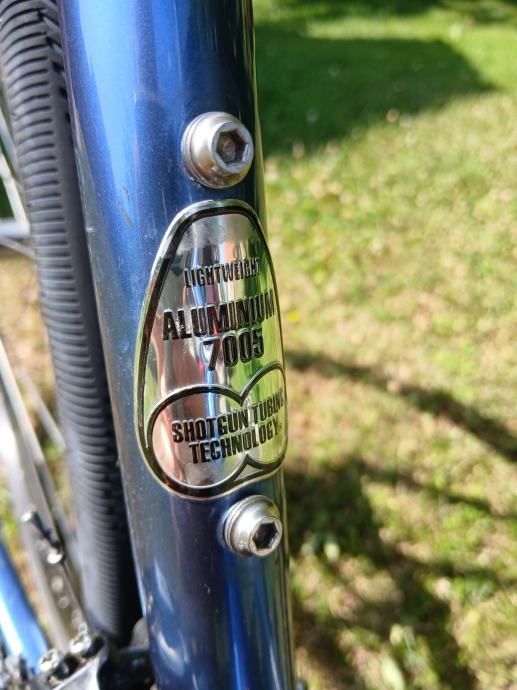 LIGHTWEIGHT
ALUMINIUM
7005
SHOTGUN TUBING
TECHNOLOGY